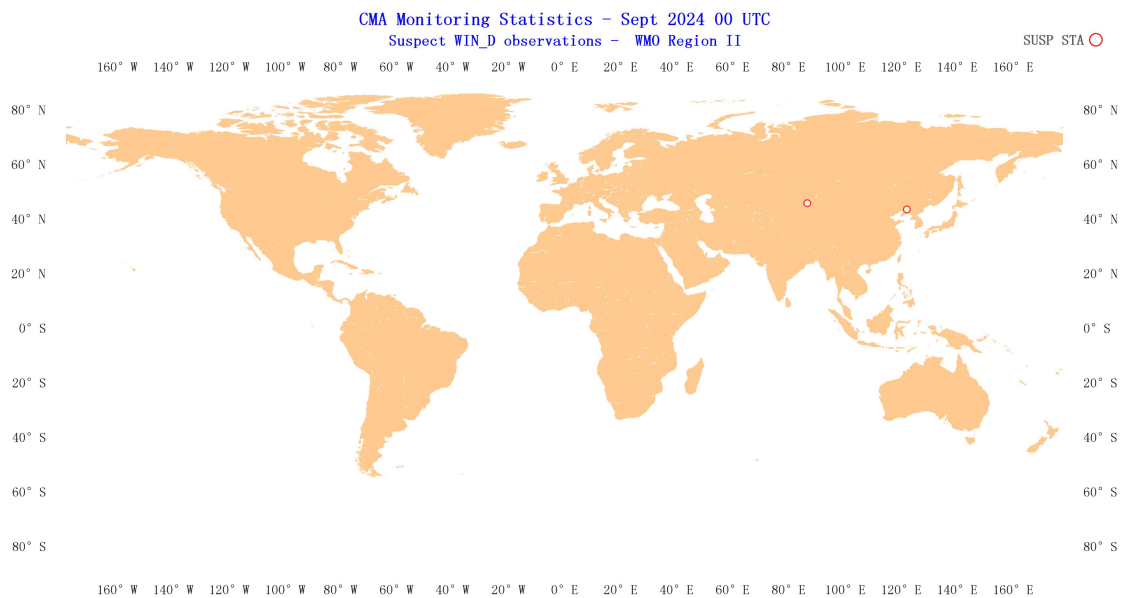 CMA Monitoring Statistics - Sept 2024 00 UTC
Suspect WIN_D observations - WMO Region II
SUSP STA
160° W 140° W 120° W 100° W 80° W 60° W 40° W 20° W 0° E 20° E 40° E 60° E 80° E 100° E 120° E 140° E 160° E
80° N 80° N
60° N 60° N
40° N 40° N
20° N 20° N
0° S 0° S
20° S 20° S
40° S 40° S
60° S 60° S
80° S 80° S
160° W 140° W 120° W 100° W 80° W 60° W 40° W 20° W 0° E 20° E 40° E 60° E 80° E 100° E 120° E 140° E 160° E